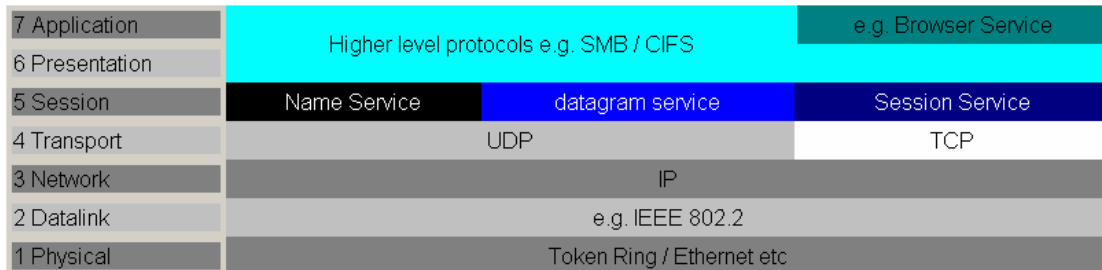 7 Application
e.g. Browser Service
Higher level protocols e.g. SMB / CIFS
6 Presentation
5 Session Name Service datagram service Session Service
4 Transport UDP TCP
3 Network IP
2 Datalink e.g. IEEE 802.2
1 Physical Token Ring / Ethernet etc